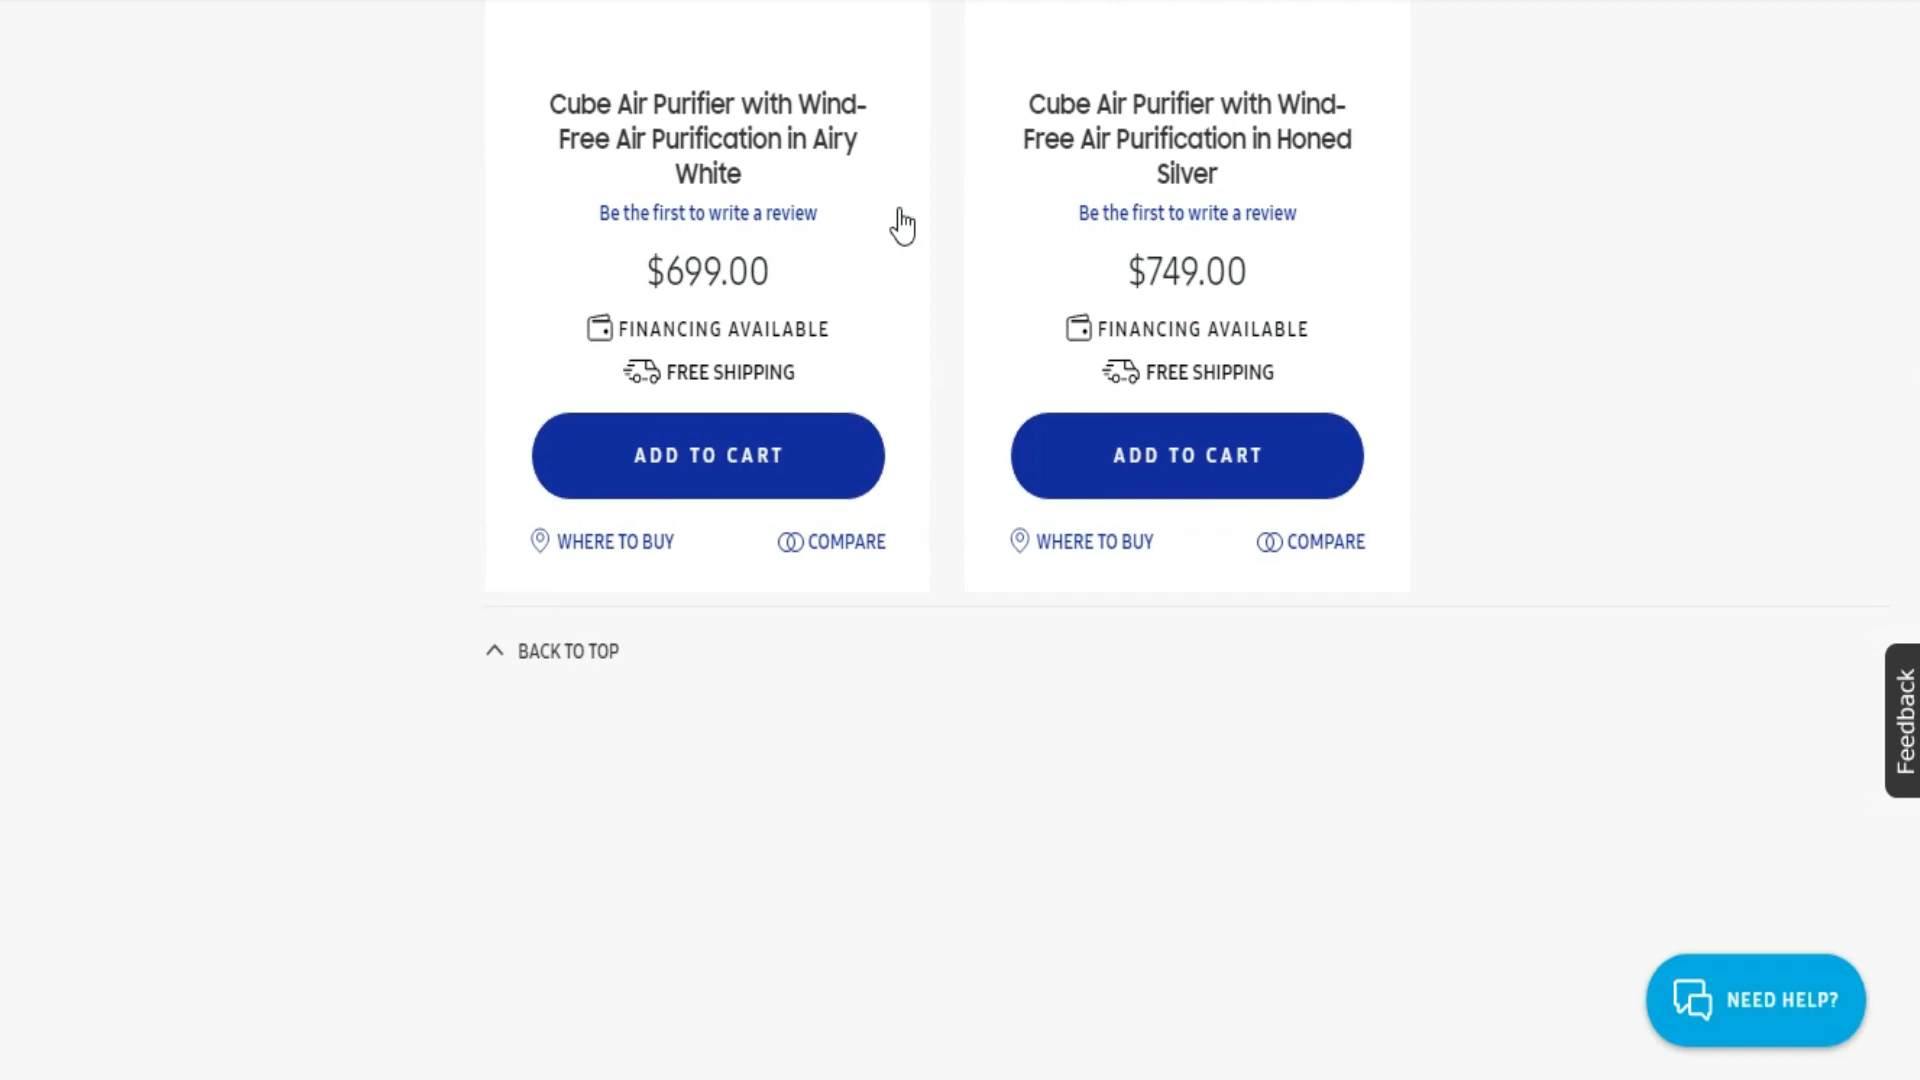 Cube Air Purifier with Wind-
Free Air Purification in Airy
White
Be the first to write a review
$699.00
FINANCING AVAILABLE
FREE SHIPPING
ADD TO CART
WHERE TO BUY
COMPARE
Cube Air Purifier with Wind-
Free Air Purification in Honed
Silver
Be the first to write a review
$749.00
FINANCING AVAILABLE
FREE SHIPPING
ADD TO CART
WHERE TO BUY
COMPARE
BACK TO TOP
Feedback
NEED HELP?